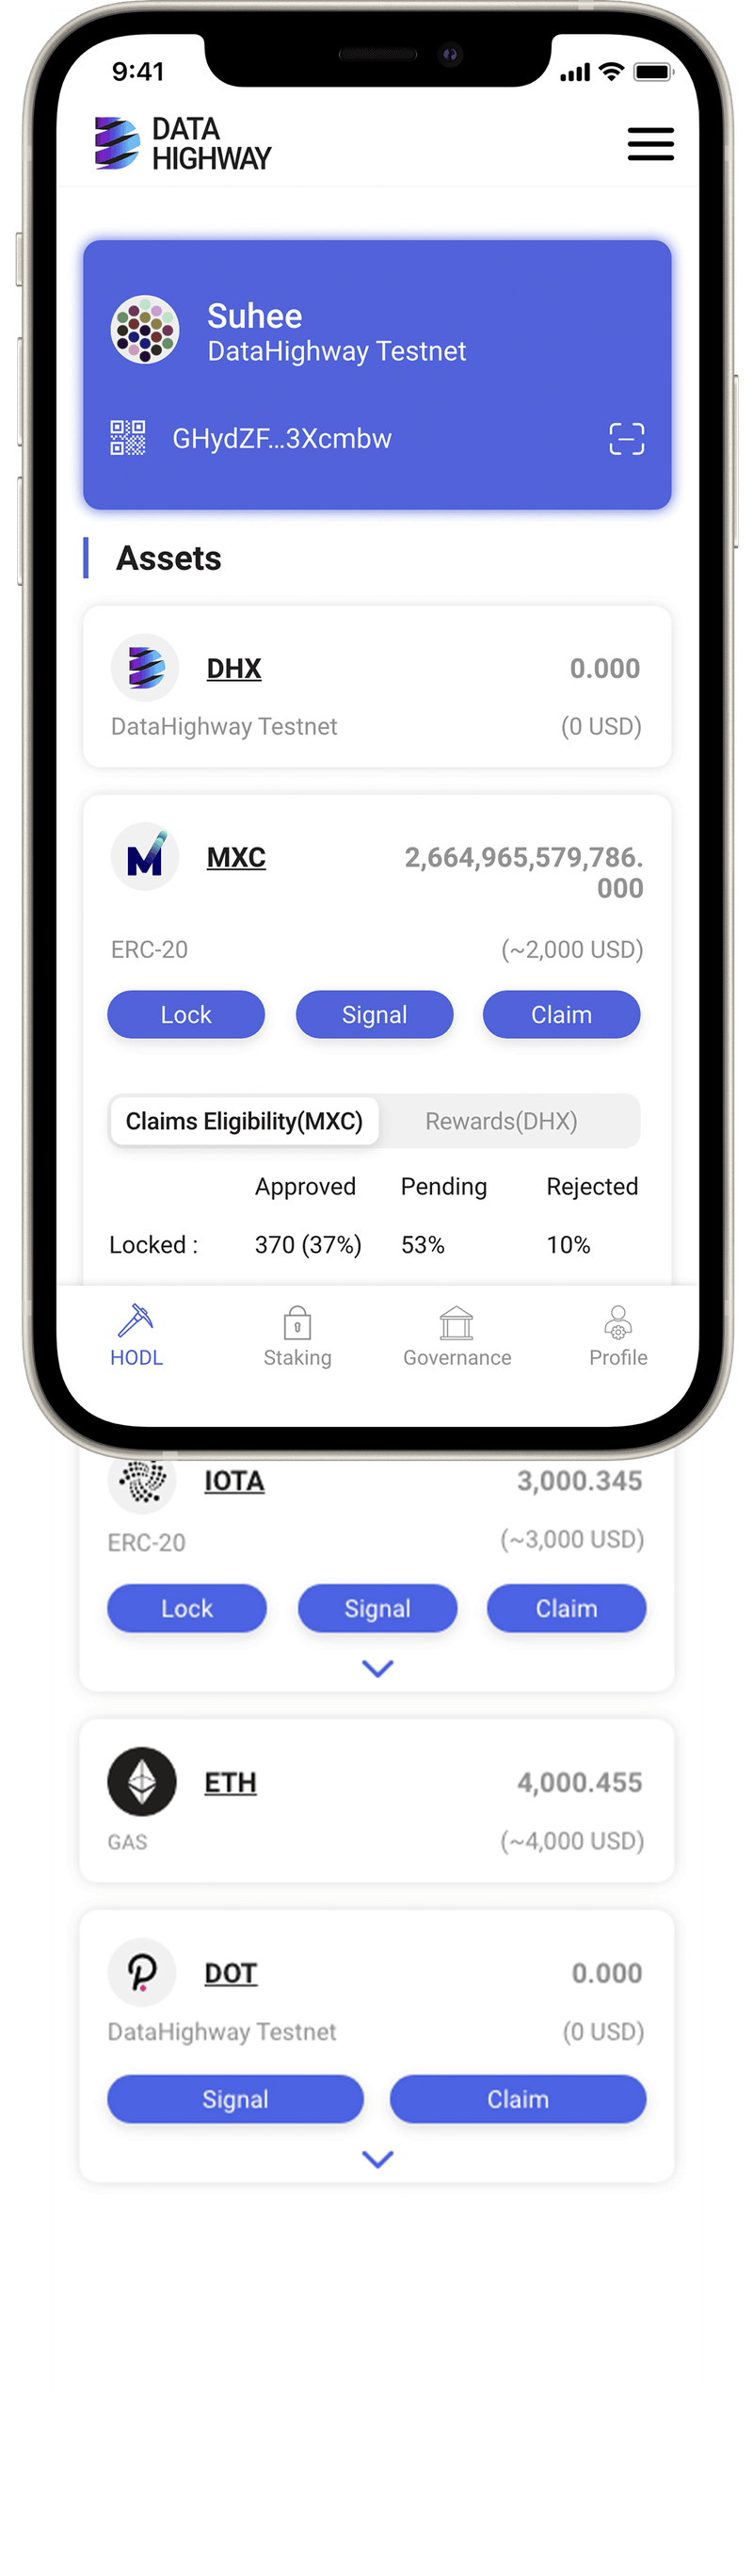 9:41
DATA
HIGHWAY
Suhee
DataHighway Testnet
GHydZF...3Xcmbw
Assets
DHX 0.000
DataHighway Testnet (0 USD)
MXC 2,664,965,579,786.
000
ERC-20 (~2,000 USD)
Lock Signal Claim
Claims Eligibility(MXC) Rewards(DHX)
Approved Pending Rejected
Locked : 370 (37%) 53% 10%
HODL Staking Governance Profile
IOTA 3,000.345
ERC-20 (~3,000 USD)
Lock Signal Claim
ETH 4,000.455
GAS (~4,000 USD)
DOT 0.000
DataHighway Testnet (0 USD)
Signal Claim